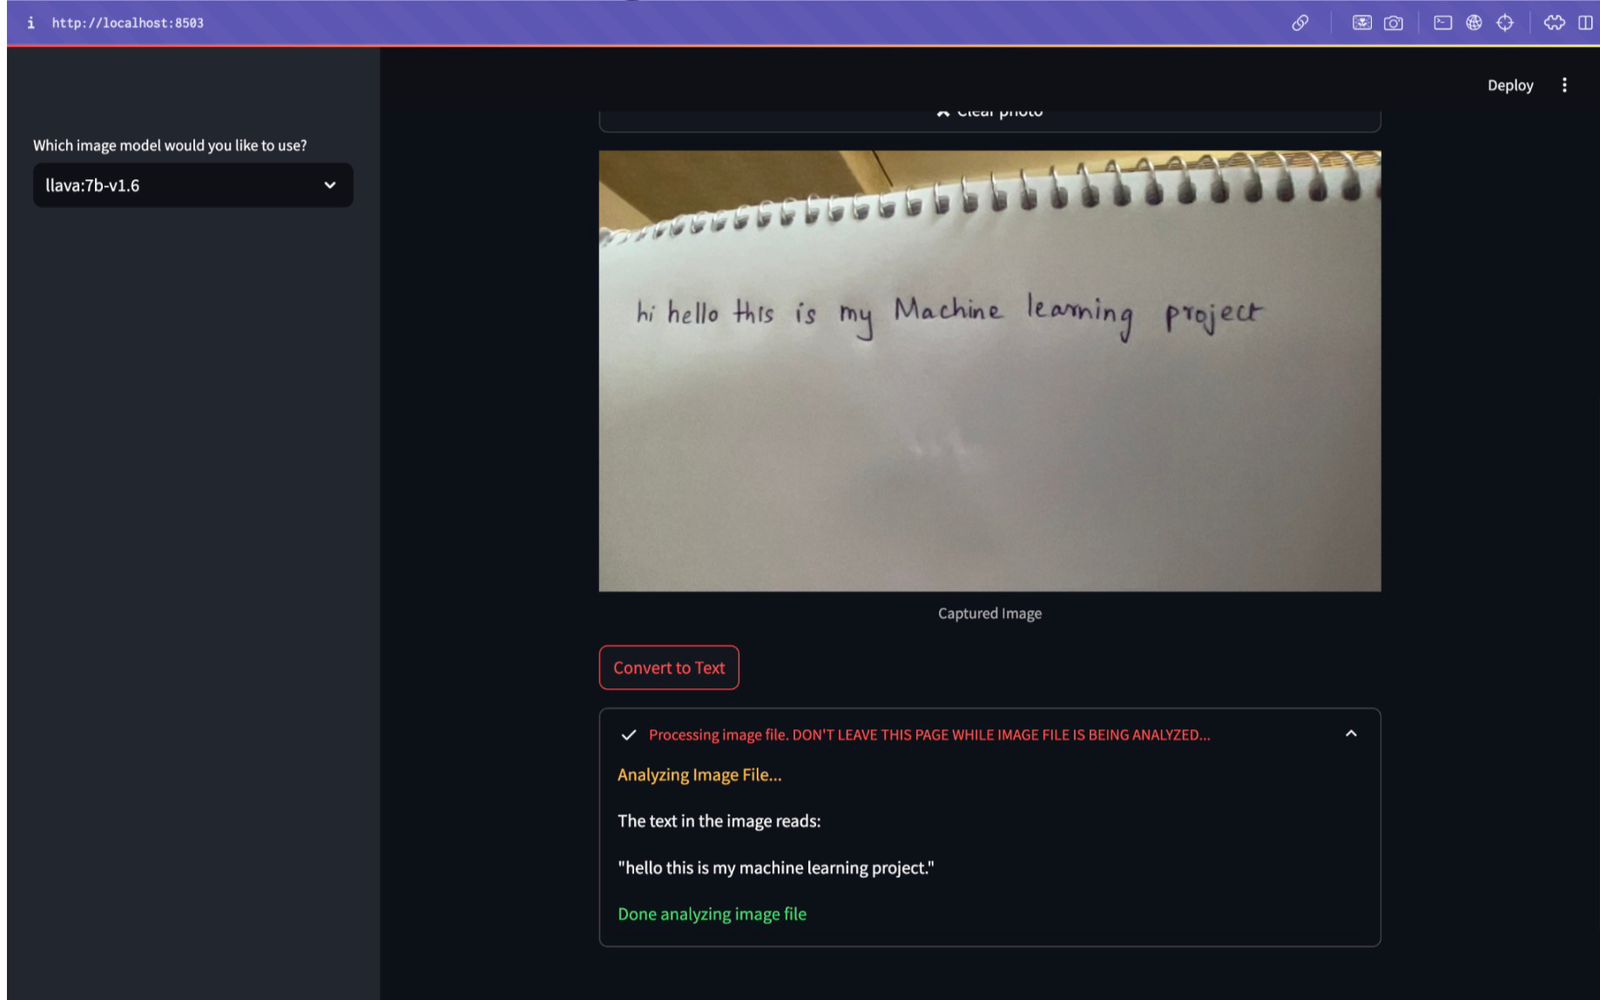 http://localhost:8503
Deploy
Which image model would you like to use?
llava:7b-v1.6
Clear photo
hi hello this is my Machine learning project
Captured Image
Convert to Text
Processing image file. DON'T LEAVE THIS PAGE WHILE IMAGE FILE IS BEING ANALYZED...
Analyzing Image File...
The text in the image reads:
"hello this is my machine learning project."
Done analyzing image file